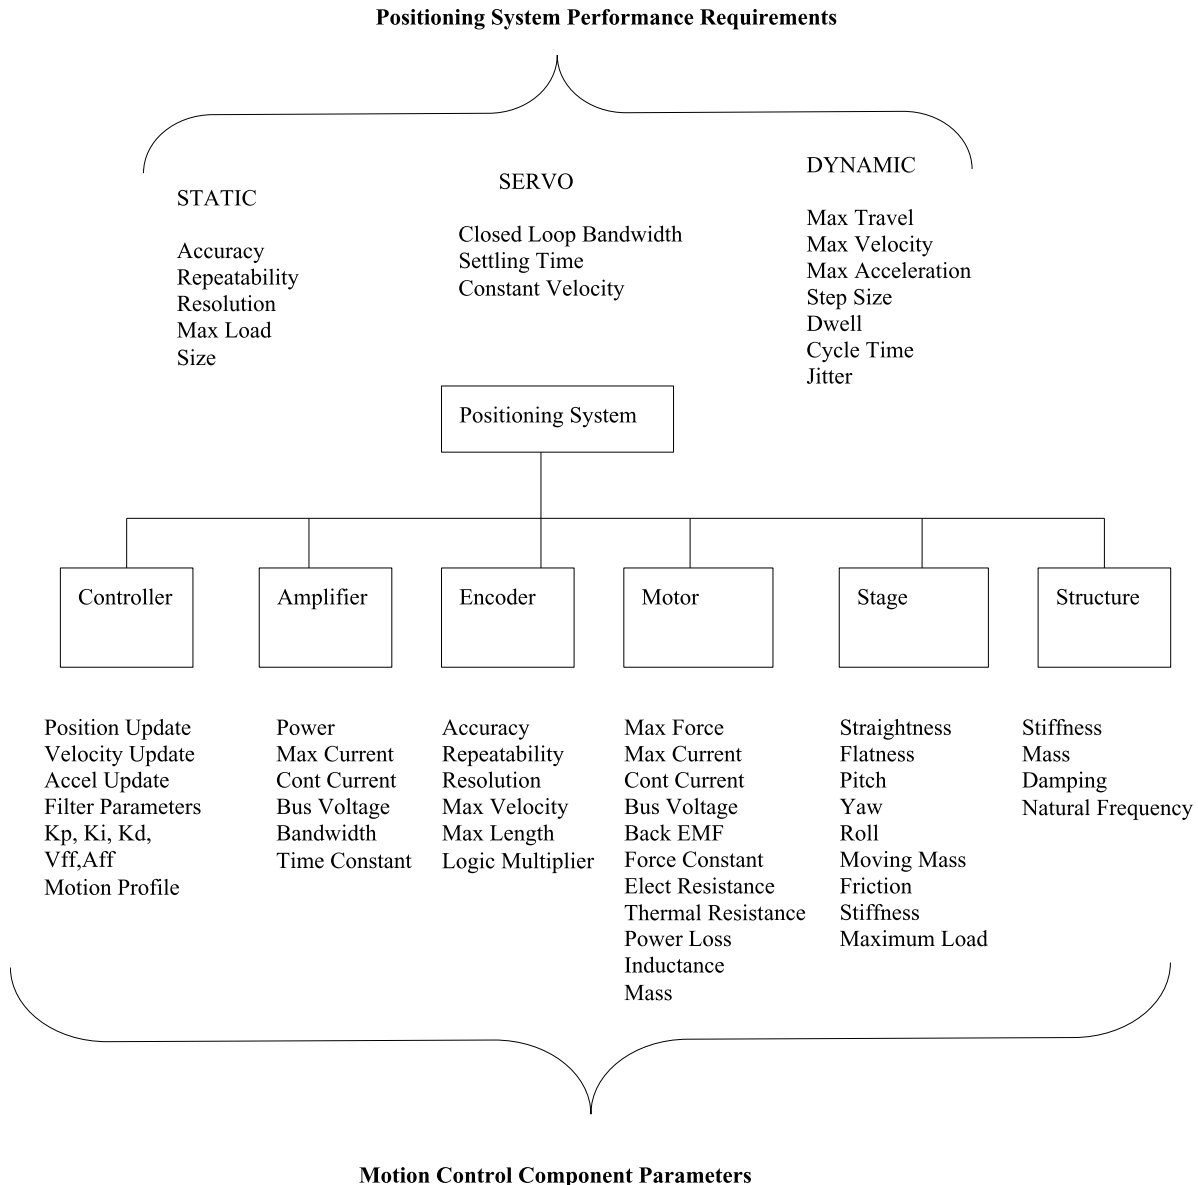 Positioning System Performance Requirements
STATIC
Accuracy
Repeatability
Resolution
Max Load
Size
SERVO
Closed Loop Bandwidth
Settling Time
Constant Velocity
DYNAMIC
Max Travel
Max Velocity
Max Acceleration
Step Size
Dwell
Cycle Time
Jitter
Positioning System
Controller
Position Update
Velocity Update
Accel Update
Filter Parameters
Kp, Ki, Kd,
Vff,Aff
Motion Profile
Amplifier
Power
Max Current
Cont Current
Bus Voltage
Bandwidth
Time Constant
Encoder
Accuracy
Repeatability
Resolution
Max Velocity
Max Length
Logic Multiplier
Motor
Max Force
Max Current
Cont Current
Bus Voltage
Back EMF
Force Constant
Elect Resistance
Thermal Resistance
Power Loss
Inductance
Mass
Stage
Straightness
Flatness
Pitch
Yaw
Roll
Moving Mass
Friction
Stiffness
Maximum Load
Structure
Stiffness
Mass
Damping
Natural Frequency
Motion Control Component Parameters